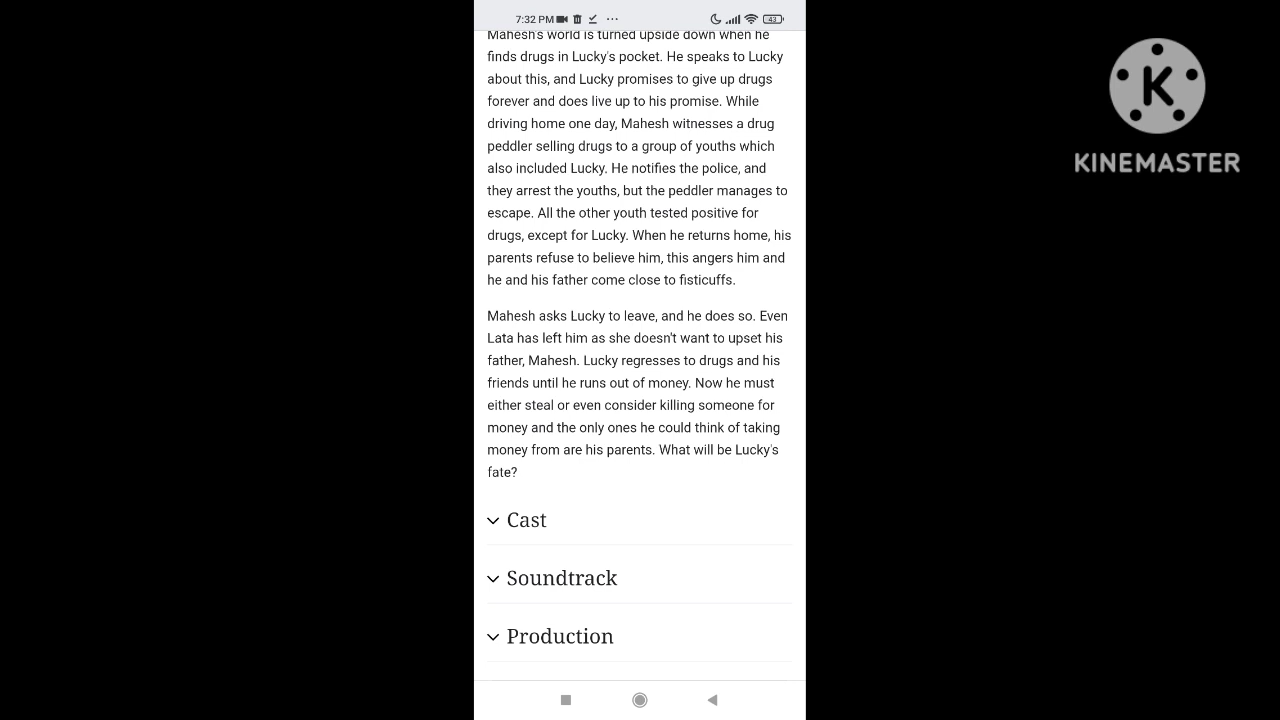 7:32 PM
43
Mahesh's world is turned upside down when he
finds drugs in Lucky's pocket. He speaks to Lucky
about this, and Lucky promises to give up drugs
forever and does live up to his promise. While
driving home one day, Mahesh witnesses a drug
peddler selling drugs to a group of youths which
also included Lucky. He notifies the police, and
they arrest the youths, but the peddler manages to
escape. All the other youth tested positive for
drugs, except for Lucky. When he returns home, his
parents refuse to believe him, this angers him and
he and his father come close to fisticuffs.
Mahesh asks Lucky to leave, and he does so. Even
Lata has left him as she doesn't want to upset his
father, Mahesh. Lucky regresses to drugs and his
friends until he runs out of money. Now he must
either steal or even consider killing someone for
money and the only ones he could think of taking
money from are his parents. What will be Lucky's
fate?
Cast
Soundtrack
Production
K
KINEMASTER